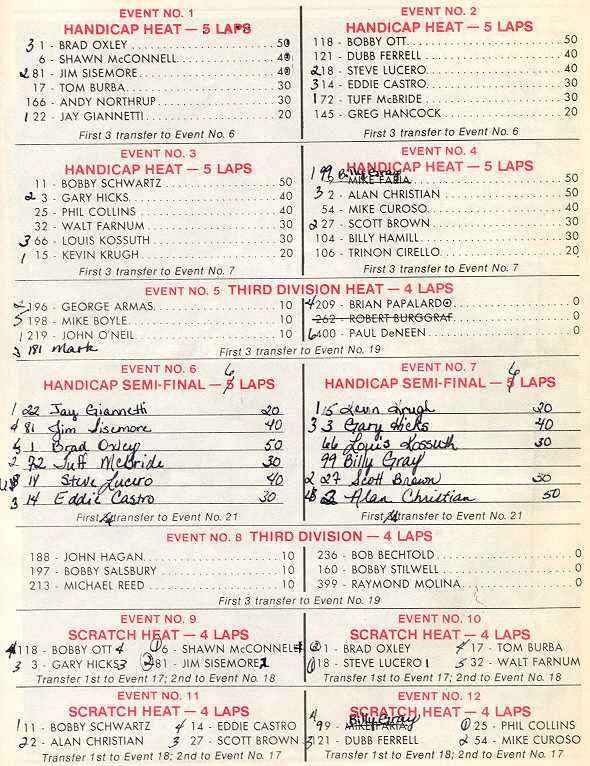 EVENT NO. 1
HANDICAP HEAT — 5 LAPS
3 1 - BRAD OXLEY 50
6 - SHAWN McCONNELL 40
2 81 - JIM SISEMORE 40
17 - TOM BURBA 30
166 - ANDY NORTHRUP 30
1 22 - JAY GIANNETTI 20
First 3 transfer to Event No. 6
EVENT NO. 2
HANDICAP HEAT — 5 LAPS
118 - BOBBY OTT 50
121 - DUBB FERRELL 40
2 18 - STEVE LUCERO 40
3 14 - EDDIE CASTRO 30
1 72 - TUFF McBRIDE 30
145 - GREG HANCOCK 20
First 3 transfer to Event No. 6
EVENT NO. 3
HANDICAP HEAT — 5 LAPS
11 - BOBBY SCHWARTZ 50
2 3 - GARY HICKS 40
25 - PHIL COLLINS 40
32 - WALT FARNUM 30
3 66 - LOUIS KOSSUTH 30
1 15 - KEVIN KRUGH 20
First 3 transfer to Event No. 7
EVENT NO. 4
HANDICAP HEAT — 5 LAPS
1 99 Billy Gray
MIKE FARIA 50
3 2 - ALAN CHRISTIAN 50
54 - MIKE CUROSO 40
2 27 - SCOTT BROWN 30
104 - BILLY HAMILL 30
106 - TRINON CIRELLO 20
First 3 transfer to Event No. 7
EVENT NO. 5 THIRD DIVISION HEAT — 4 LAPS
196 - GEORGE ARMAS 10
5 198 - MIKE BOYLE 10
1 219 - JOHN O'NEIL 10
3 181 Mark
4 209 - BRIAN PAPALARDO 0
262 - ROBERT BURGGRAF 0
6 400 - PAUL DeNEEN 0
First 3 transfer to Event No. 19
EVENT NO. 6
HANDICAP SEMI-FINAL — 5 6 LAPS
1 22 Jay Giannetti 20
4 81 Jim Sisemore 40
1 Brad Oxley 50
2 72 Tuff McBride 30
18 Steve Lucero 40
3 14 Eddie Castro 30
First 4 transfer to Event No. 21
EVENT NO. 7
HANDICAP SEMI-FINAL — 5 6 LAPS
1 15 Kevin Krugh 20
3 3 Gary Hicks 40
66 Louis Kossuth 30
99 Billy Gray
2 27 Scott Brown 30
2 Alan Christian 50
First 4 transfer to Event No. 21
EVENT NO. 8 THIRD DIVISION — 4 LAPS
188 - JOHN HAGAN 10
197 - BOBBY SALSBURY 10
213 - MICHAEL REED 10
236 - BOB BECHTOLD 0
160 - BOBBY STILWELL 0
399 - RAYMOND MOLINA 0
First 3 transfer to Event No. 19
EVENT NO. 9
SCRATCH HEAT — 4 LAPS
4 118 - BOBBY OTT 4 1 6 - SHAWN McCONNELL
3 3 - GARY HICKS 3 2 81 - JIM SISEMORE 2
Transfer 1st to Event 17; 2nd to Event No. 18
EVENT NO. 10
SCRATCH HEAT — 4 LAPS
2 1 - BRAD OXLEY 4 17 - TOM BURBA
1 18 - STEVE LUCERO 1 5 32 - WALT FARNUM
Transfer 1st to Event 17; 2nd to Event No. 18
EVENT NO. 11
SCRATCH HEAT — 4 LAPS
1 11 - BOBBY SCHWARTZ 4 14 - EDDIE CASTRO
2 2 - ALAN CHRISTIAN 3 27 - SCOTT BROWN
Transfer 1st to Event 18; 2nd to Event No. 17
EVENT NO. 12
SCRATCH HEAT — 4 LAPS
Billy Gray
4 99 - MIKE FARIA 1 25 - PHIL COLLINS
3 121 - DUBB FERRELL 2 54 - MIKE CUROSO
Transfer 1st to Event 18; 2nd to Event No. 17